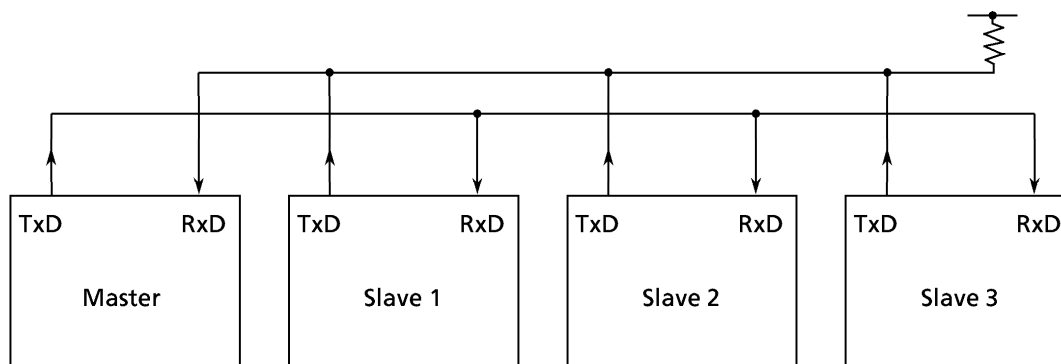 TxD RxD TxD RxD TxD RxD TxD RxD
Master Slave 1 Slave 2 Slave 3